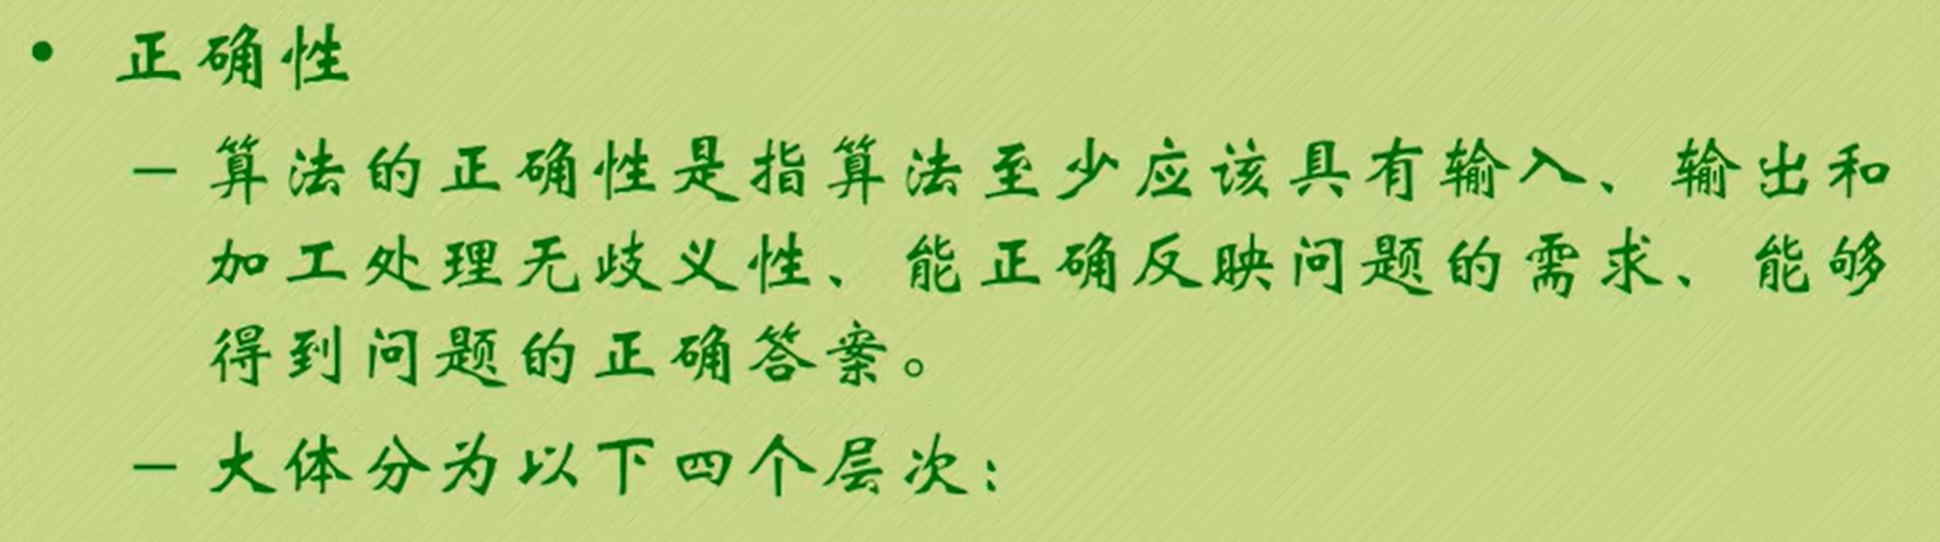 • 正确性
– 算法的正确性是指算法至少应该具有输入、输出和
加工处理无歧义性、能正确反映问题的需求、能够
得到问题的正确答案。
– 大体分为以下四个层次：